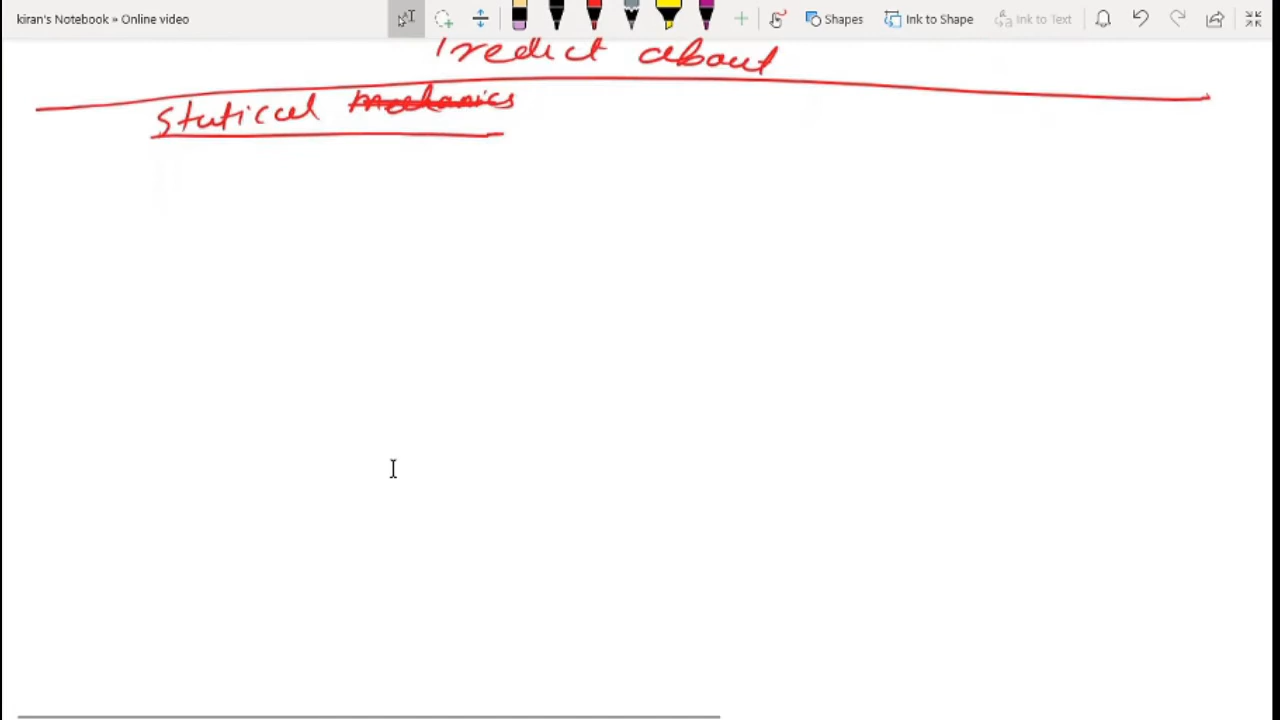 kiran's Notebook » Online video
Shapes
Ink to Shape
Ink to Text
Predict about
Staticcal mechanics